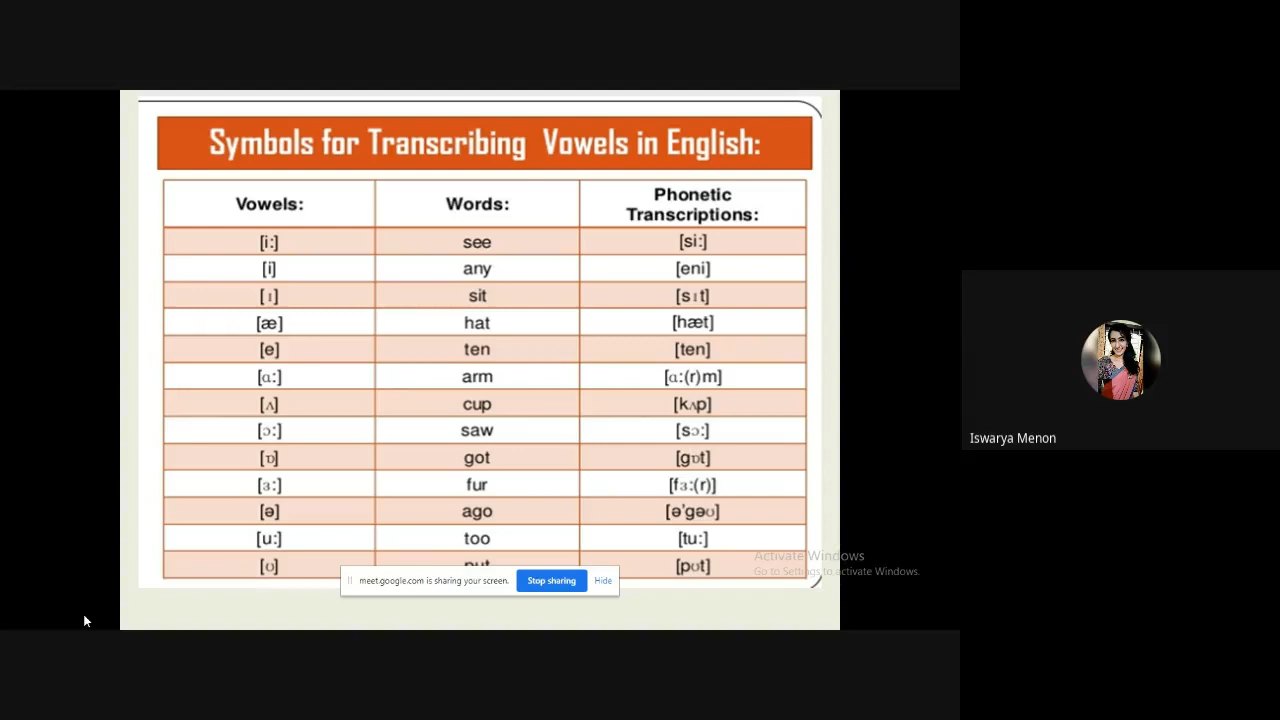 Symbols for Transcribing Vowels in English:
Vowels: Words: Phonetic Transcriptions:
[i:] see [si:]
[i] any [eni]
[ɪ] sit [sɪt]
[æ] hat [hæt]
[e] ten [ten]
[ɑ:] arm [ɑ:(r)m]
[ʌ] cup [kʌp]
[ɔ:] saw [sɔ:]
[ɒ] got [gɒt]
[ɜ:] fur [fɜ:(r)]
[ə] ago [ə'gəʊ]
[u:] too [tu:]
[ʊ] put [pʊt]
meet.google.com is sharing your screen. Stop sharing Hide
Activate Windows
Go to Settings to activate Windows.
Iswarya Menon